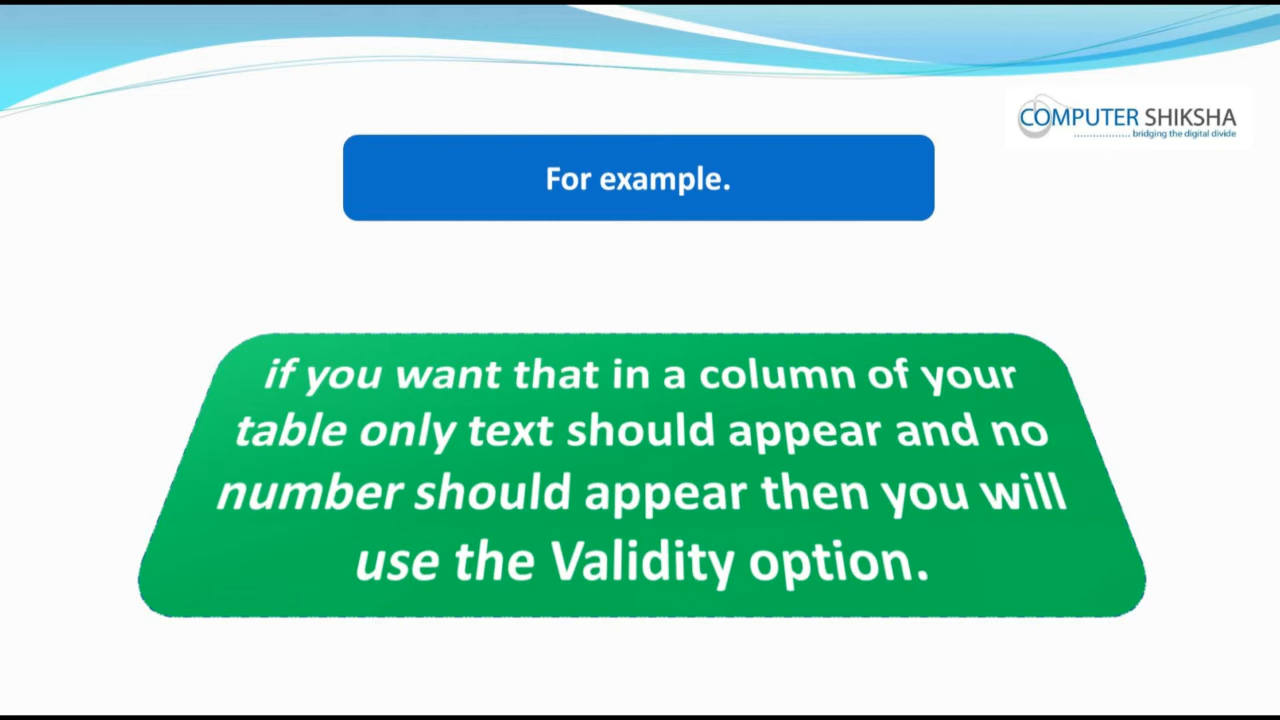 COMPUTER SHIKSHA
bridging the digital divide
For example.
if you want that in a column of your
table only text should appear and no
number should appear then you will
use the Validity option.